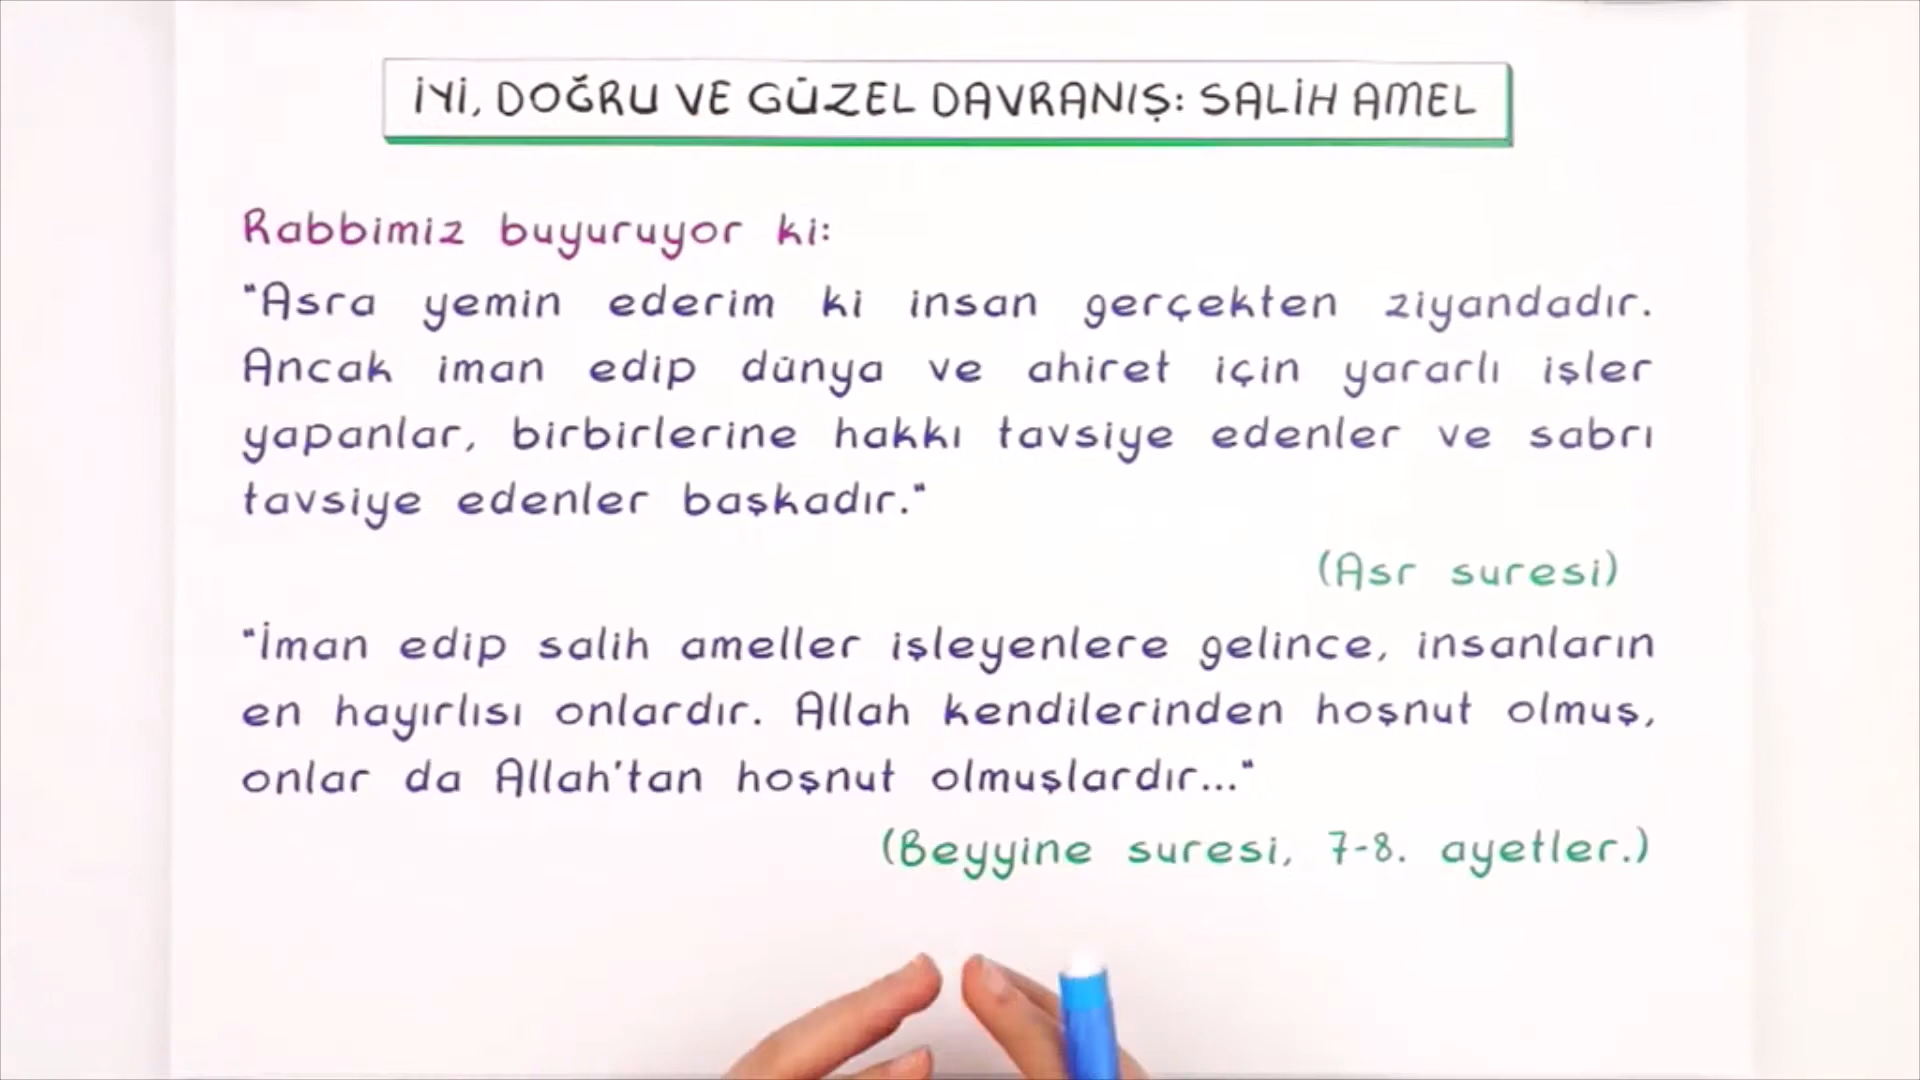 İYİ, DOĞRU VE GÜZEL DAVRANIŞ: SALİH AMEL
Rabbimiz buyuruyor ki:
"Asra yemin ederim ki insan gerçekten ziyandadır.
Ancak iman edip dünya ve ahiret için yararlı işler
yapanlar, birbirlerine hakkı tavsiye edenler ve sabrı
tavsiye edenler başkadır."
(Asr suresi)
"İman edip salih ameller işleyenlere gelince, insanların
en hayırlısı onlardır. Allah kendilerinden hoşnut olmuş,
onlar da Allah'tan hoşnut olmuşlardır..."
(Beyyine suresi, 7-8. ayetler.)